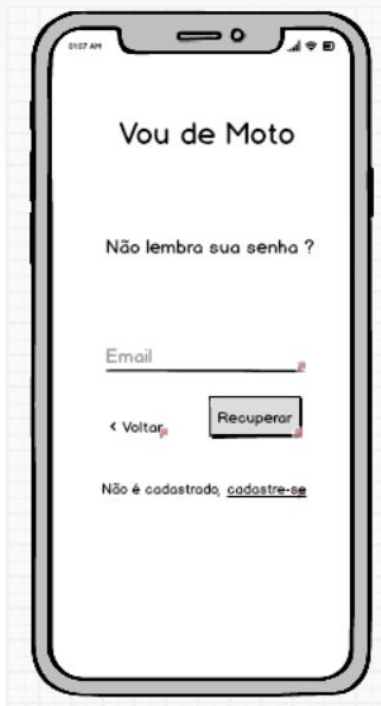 01:07 AM
Vou de Moto
Não lembra sua senha ?
Email
< Voltar
Recuperar
Não é cadastrado, cadastre-se